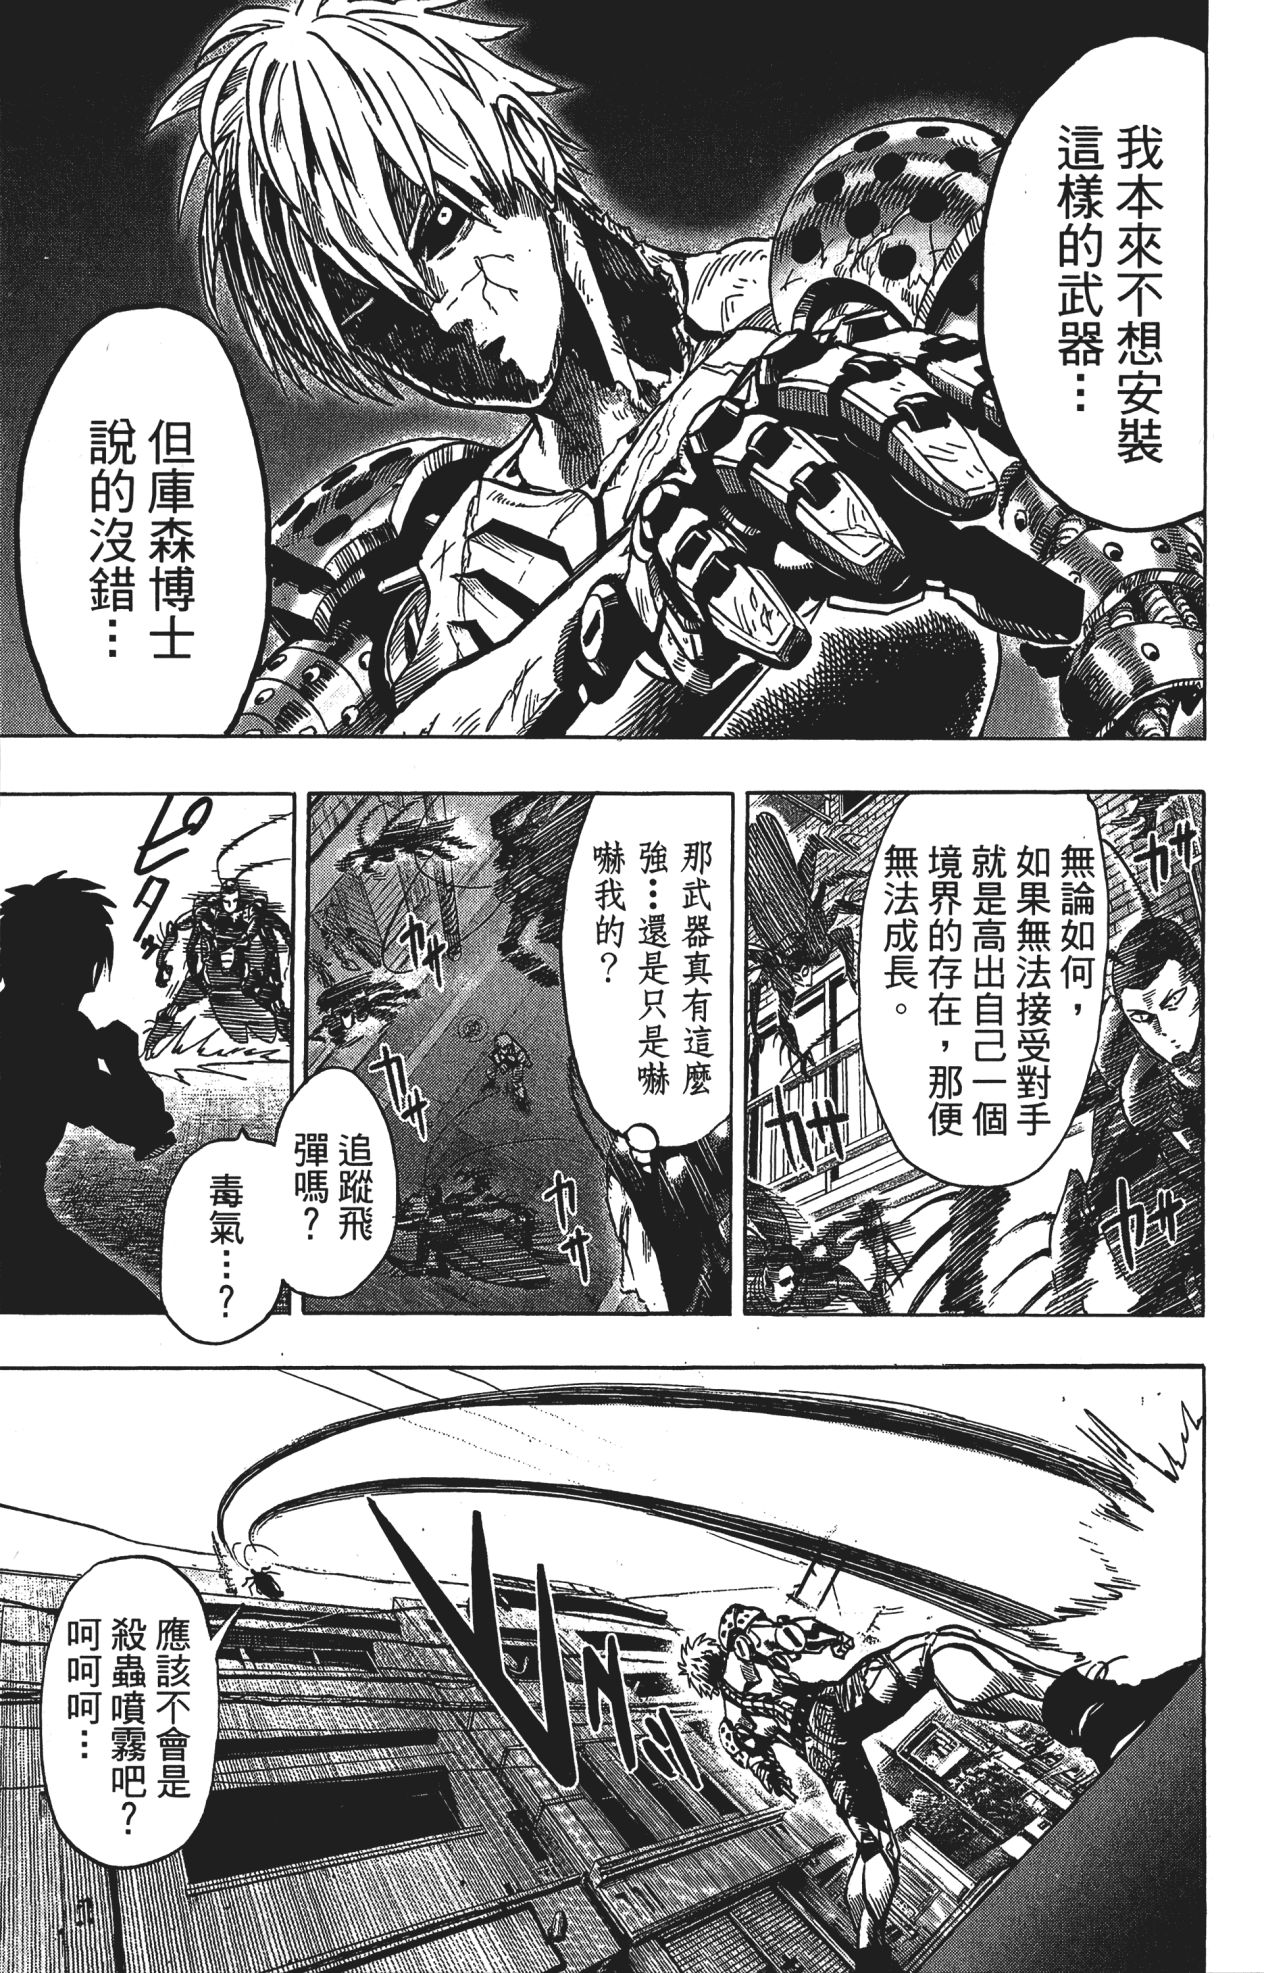 我本來不想安裝
這樣的武器…
但庫森博士
說的沒錯…
無論如何，
如果無法接受對手
就是高出自己一個
境界的存在，那便
無法成長。
カサ
カサ
那武器真有這麼
強…還是只是嚇
嚇我的？
カサ
カサ
カサ
追蹤飛
彈嗎？
毒氣…？
ピタッ
應該不會是
殺蟲噴霧吧？
呵呵呵…